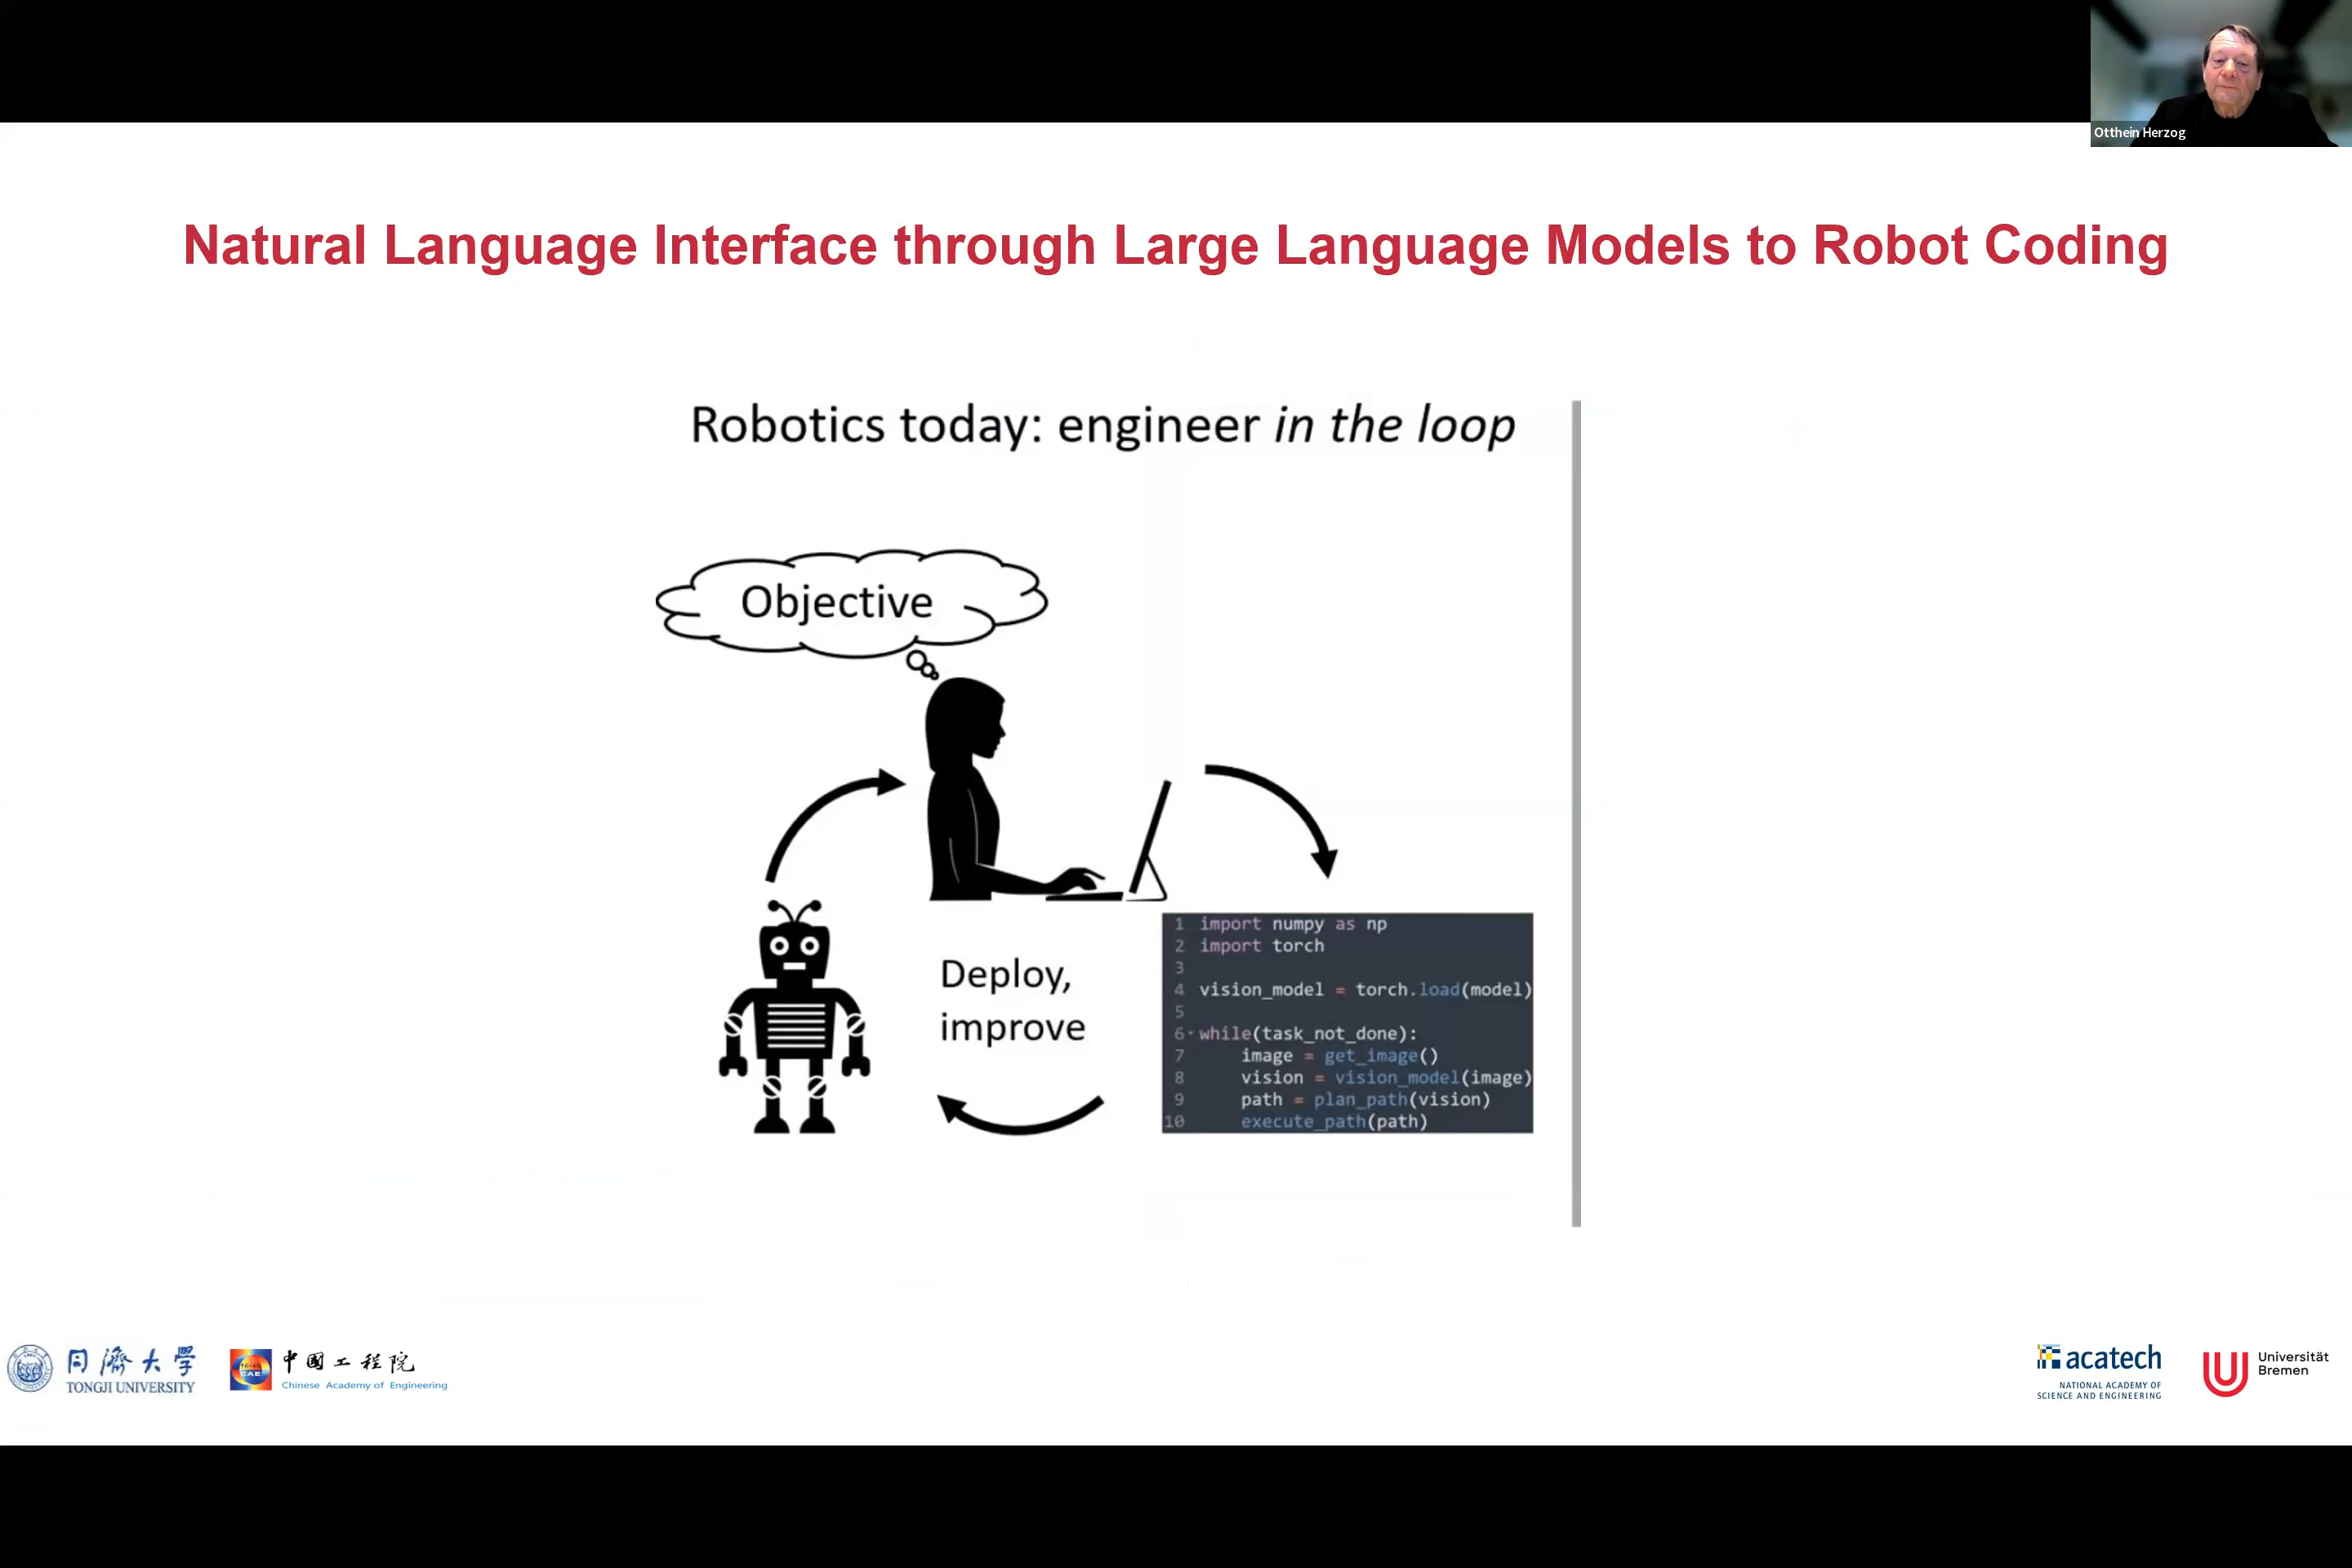 Otthein Herzog
Natural Language Interface through Large Language Models to Robot Coding
Robotics today: engineer in the loop
Objective
Deploy,
improve
1 import numpy as np
2 import torch
3
4 vision_model = torch.load(model)
5
6 while(task_not_done):
7 image = get_image()
8 vision = vision_model(image)
9 path = plan_path(vision)
10 execute_path(path)
同濟大學
TONGJI UNIVERSITY
CAE
中國工程院
Chinese Academy of Engineering
acatech
NATIONAL ACADEMY OF
SCIENCE AND ENGINEERING
Universität
Bremen